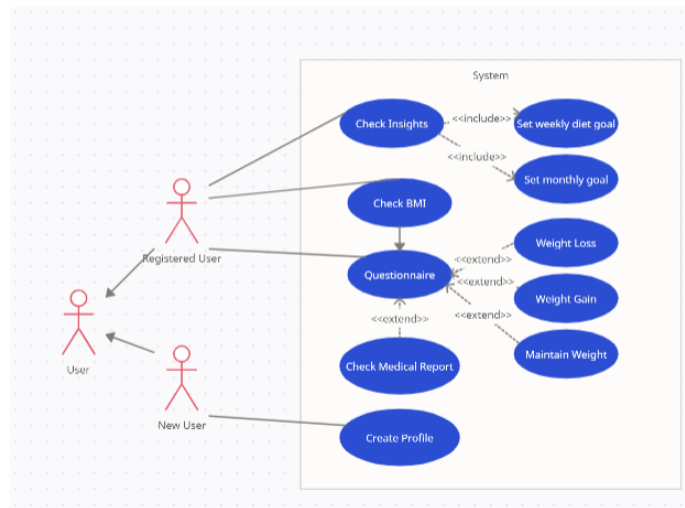 System
Check Insights
<<include>>
Set weekly diet goal
<<include>>
Set monthly goal
Check BMI
Registered User
Weight Loss
<<extend>>
Questionnaire
<<extend>>
Weight Gain
<<extend>>
<<extend>>
Maintain Weight
User
Check Medical Report
New User
Create Profile